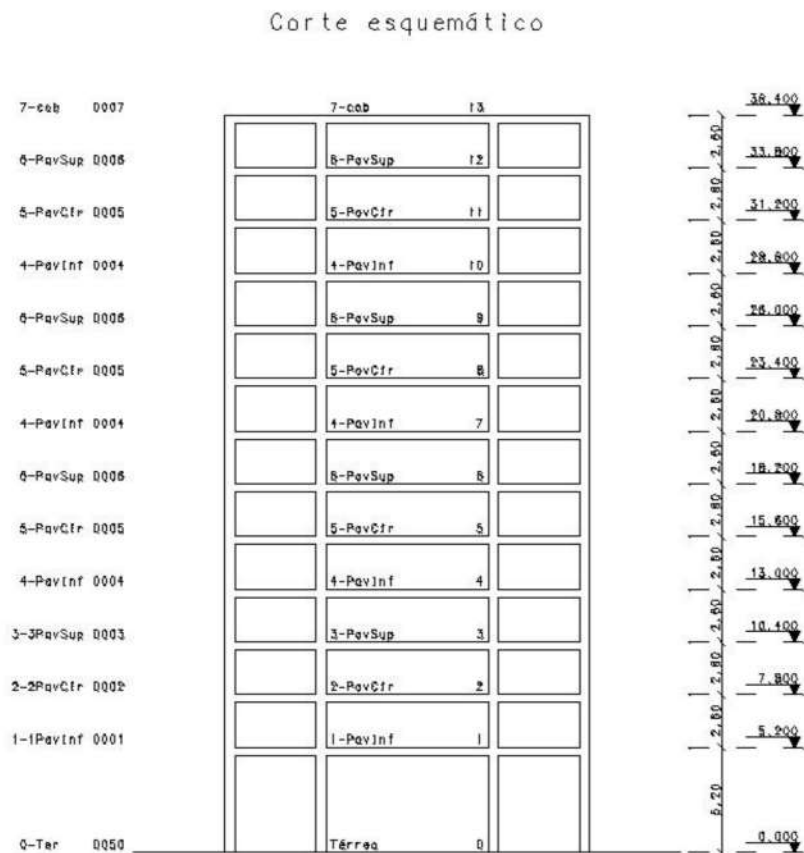 Corte esquemático
7-cob 0007 7-cob 13 36.400
2,60
6-PavSup 0006 6-PavSup 12 33.800
2,60
5-PavCfr 0005 5-PavCfr 11 31.200
2,60
4-PavInf 0004 4-PavInf 10 28.600
2,60
6-PavSup 0006 6-PavSup 9 26.000
2,60
5-PavCfr 0005 5-PavCfr 8 23.400
2,60
4-PavInf 0004 4-PavInf 7 20.800
2,60
6-PavSup 0006 6-PavSup 6 18.200
2,60
5-PavCfr 0005 5-PavCfr 5 15.600
2,60
4-PavInf 0004 4-PavInf 4 13.000
2,60
3-3PavSup 0003 3-PavSup 3 10.400
2,60
2-2PavCfr 0002 2-PavCfr 2 7.800
2,60
1-1PavInf 0001 1-PavInf 1 5.200
5,20
0-Ter 0050 Térreo 0 0.000